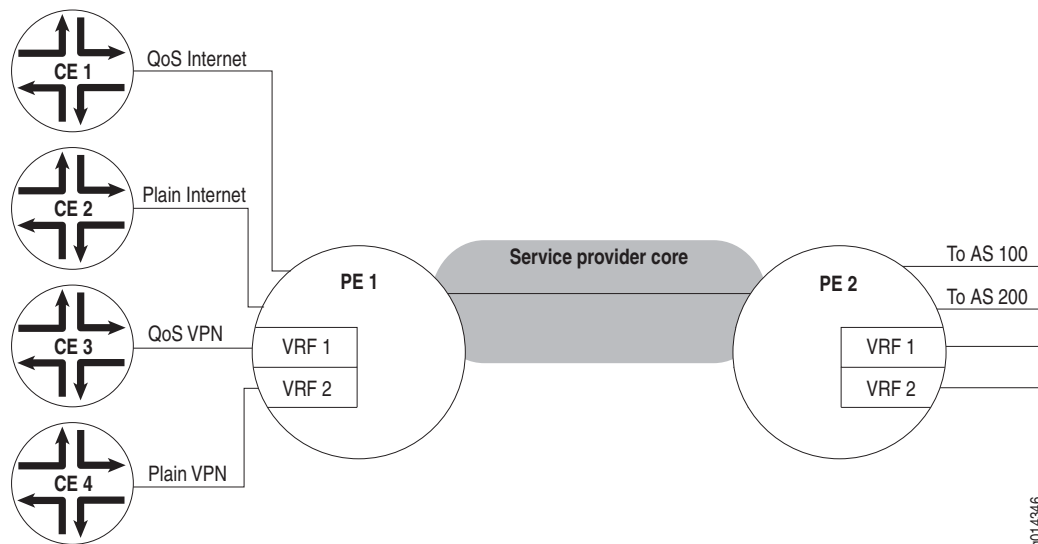 CE 1
QoS Internet
CE 2
Plain Internet
CE 3
QoS VPN
CE 4
Plain VPN
PE 1
VRF 1
VRF 2
Service provider core
PE 2
VRF 1
VRF 2
To AS 100
To AS 200
g014346